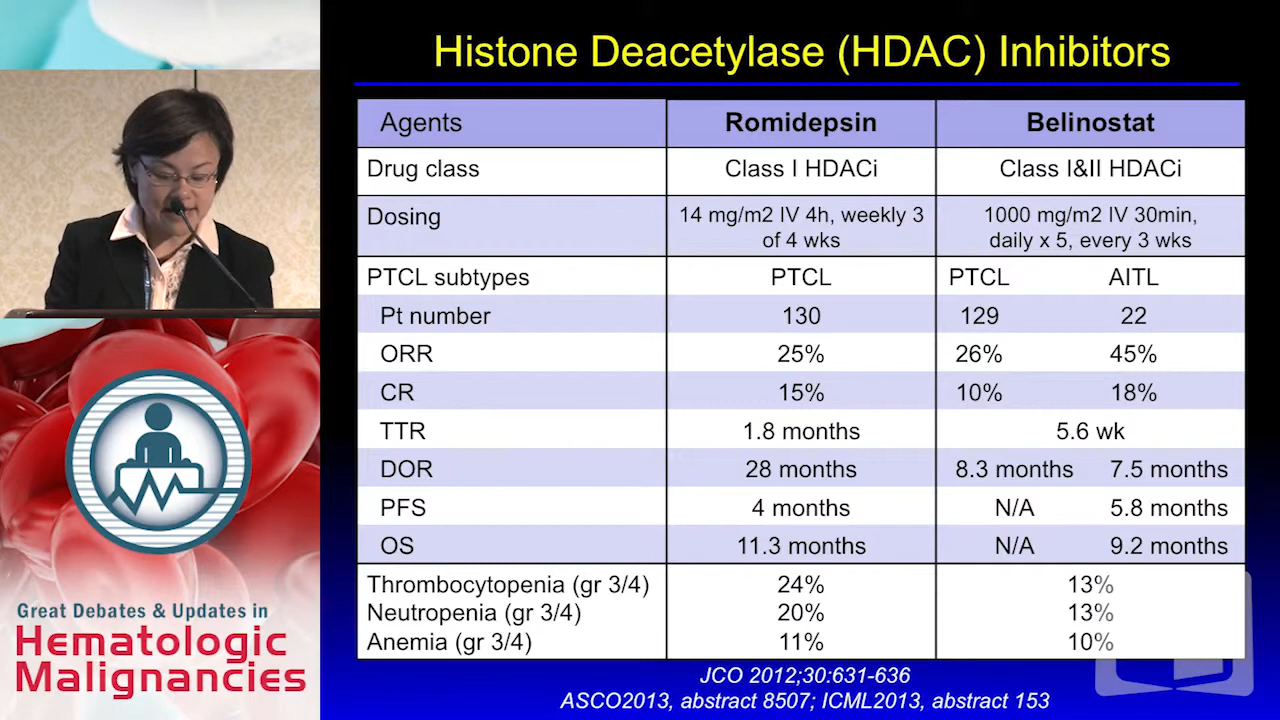 Histone Deacetylase (HDAC) Inhibitors
Agents Romidepsin Belinostat
Drug class Class I HDACi Class I&II HDACi
Dosing 14 mg/m2 IV 4h, weekly 3 1000 mg/m2 IV 30min,
of 4 wks daily x 5, every 3 wks
PTCL subtypes PTCL PTCL AITL
Pt number 130 129 22
ORR 25% 26% 45%
CR 15% 10% 18%
TTR 1.8 months 5.6 wk
DOR 28 months 8.3 months 7.5 months
PFS 4 months N/A 5.8 months
OS 11.3 months N/A 9.2 months
Thrombocytopenia (gr 3/4) 24% 13%
Neutropenia (gr 3/4) 20% 13%
Anemia (gr 3/4) 11% 10%
JCO 2012;30:631-636
ASCO2013, abstract 8507; ICML2013, abstract 153
Great Debates & Updates in
Hematologic
Malignancies